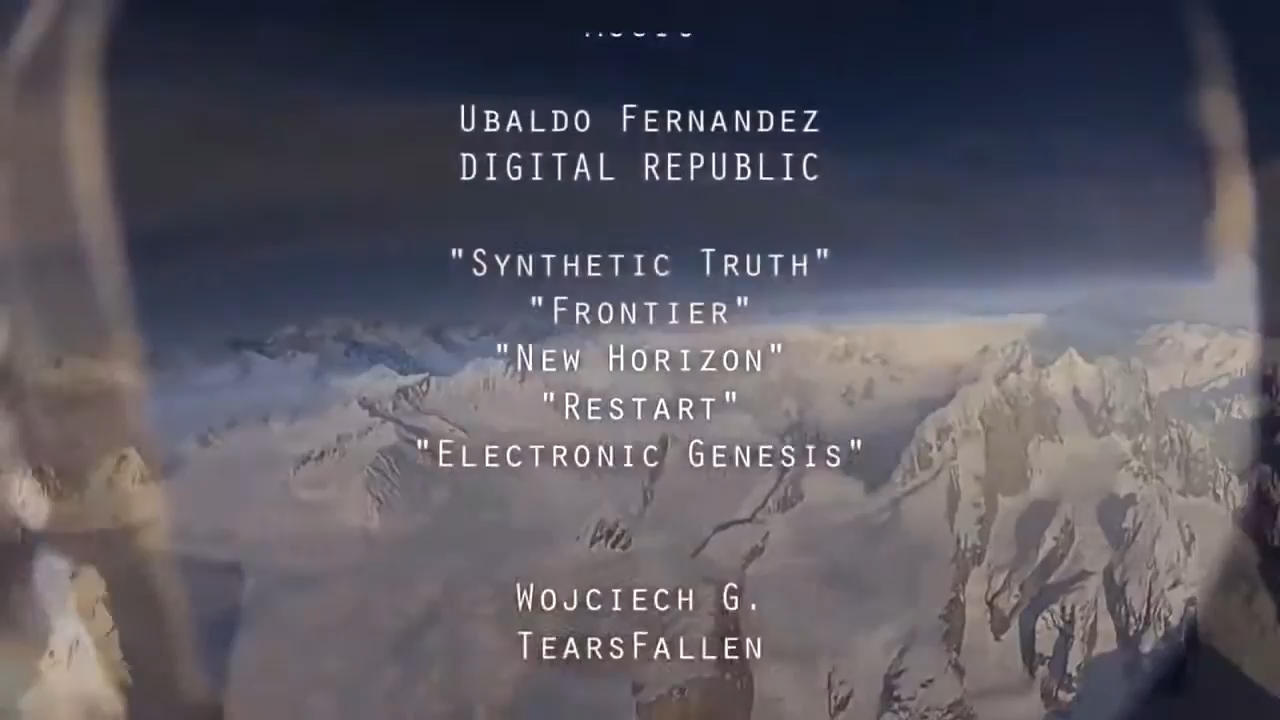 Ubaldo Fernandez
DIGITAL REPUBLIC
"Synthetic Truth"
"Frontier"
"New Horizon"
"Restart"
"Electronic Genesis"
Wojciech G.
TearsFallen